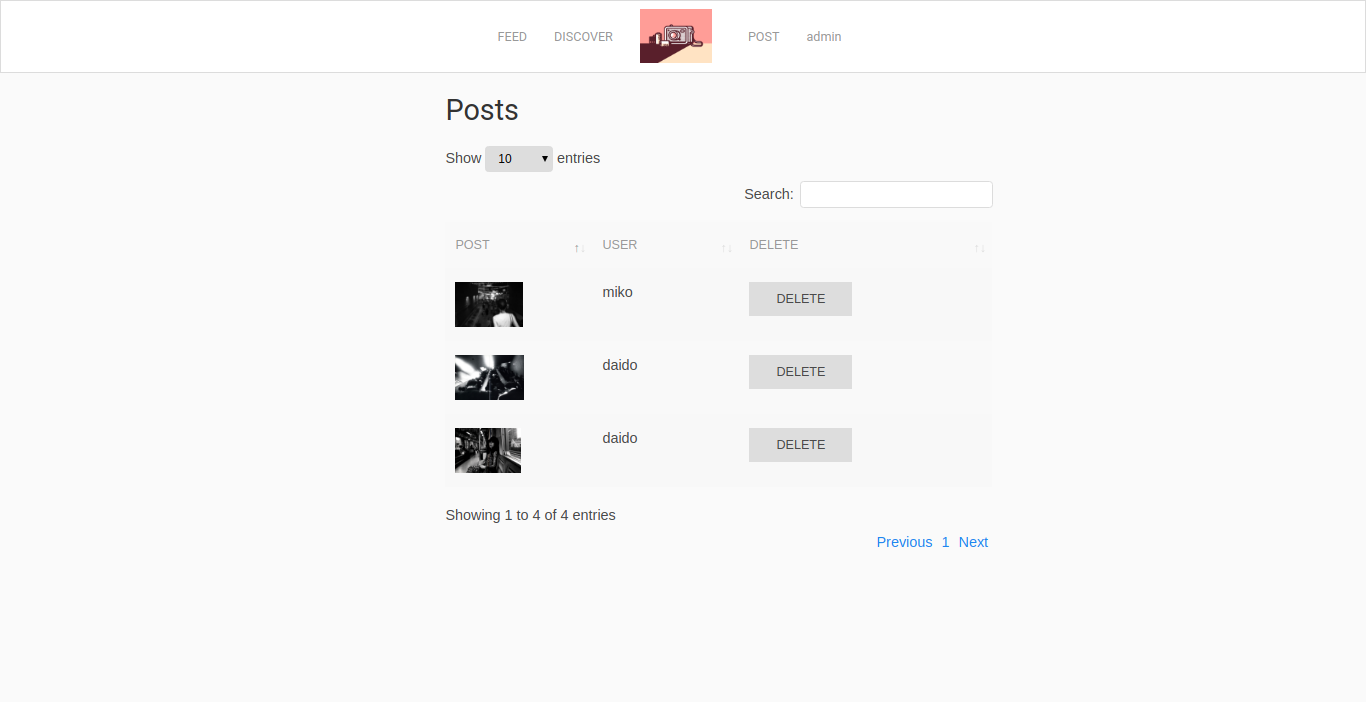 FEED DISCOVER POST admin
Posts
Show 10 entries
Search:
POST USER DELETE
miko DELETE
daido DELETE
daido DELETE
Showing 1 to 4 of 4 entries
Previous 1 Next